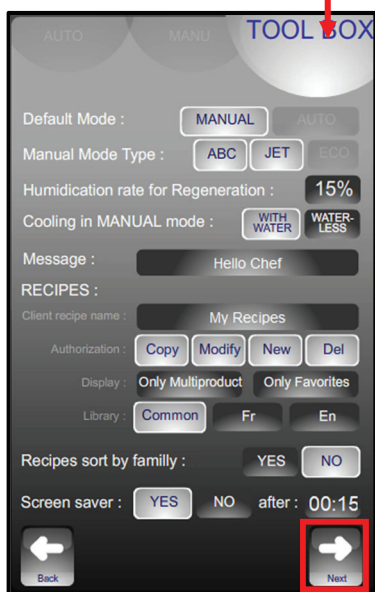 AUTO MANU TOOL BOX
Default Mode : MANUAL AUTO
Manual Mode Type : ABC JET ECO
Humidication rate for Regeneration : 15%
Cooling in MANUAL mode : WITH WATER WATER-LESS
Message : Hello Chef
RECIPES :
Client recipe name : My Recipes
Authorization : Copy Modify New Del
Display : Only Multiproduct Only Favorites
Library : Common Fr En
Recipes sort by familly : YES NO
Screen saver : YES NO after : 00:15
Back Next